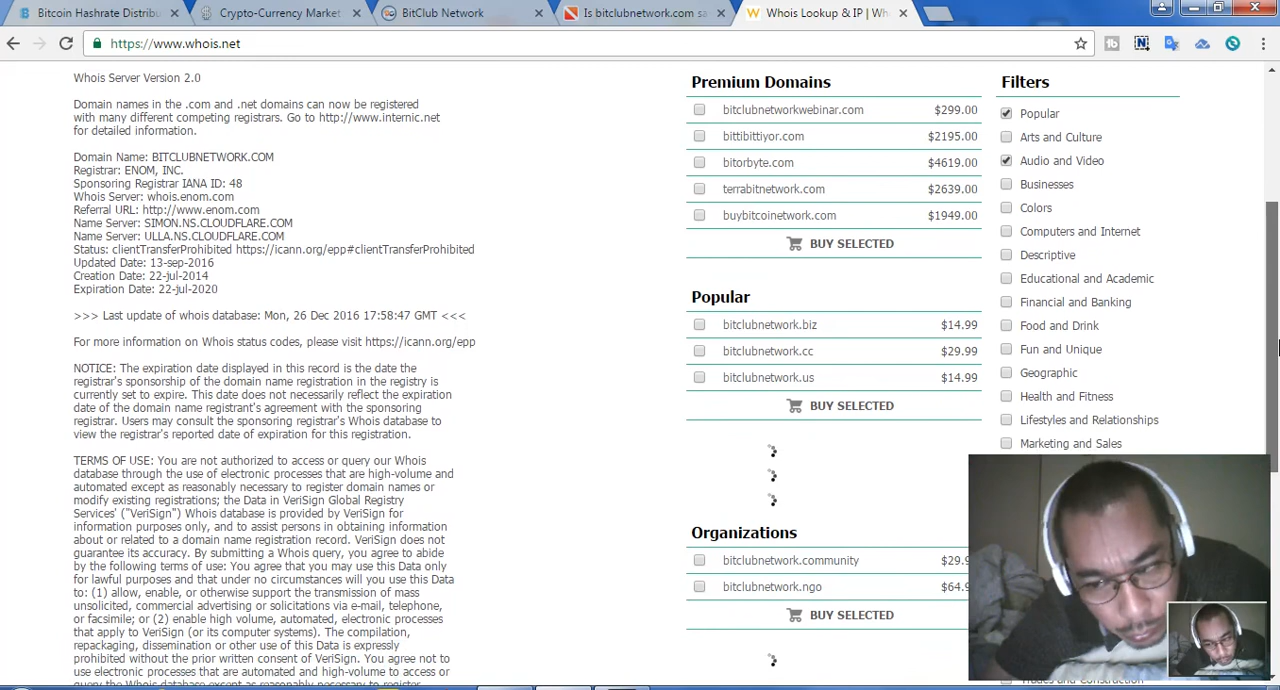 Bitcoin Hashrate Distribu
Crypto-Currency Market
BitClub Network
Is bitclubnetwork.com sa
Whois Lookup & IP | Wh
https://www.whois.net
Whois Server Version 2.0
Domain names in the .com and .net domains can now be registered
with many different competing registrars. Go to http://www.internic.net
for detailed information.
Domain Name: BITCLUBNETWORK.COM
Registrar: ENOM, INC.
Sponsoring Registrar IANA ID: 48
Whois Server: whois.enom.com
Referral URL: http://www.enom.com
Name Server: SIMON.NS.CLOUDFLARE.COM
Name Server: ULLA.NS.CLOUDFLARE.COM
Status: clientTransferProhibited https://icann.org/epp#clientTransferProhibited
Updated Date: 13-sep-2016
Creation Date: 22-jul-2014
Expiration Date: 22-jul-2020
>>> Last update of whois database: Mon, 26 Dec 2016 17:58:47 GMT <<<
For more information on Whois status codes, please visit https://icann.org/epp
NOTICE: The expiration date displayed in this record is the date the
registrar's sponsorship of the domain name registration in the registry is
currently set to expire. This date does not necessarily reflect the expiration
date of the domain name registrant's agreement with the sponsoring
registrar. Users may consult the sponsoring registrar's Whois database to
view the registrar's reported date of expiration for this registration.
TERMS OF USE: You are not authorized to access or query our Whois
database through the use of electronic processes that are high-volume and
automated except as reasonably necessary to register domain names or
modify existing registrations; the Data in VeriSign Global Registry
Services' ("VeriSign") Whois database is provided by VeriSign for
information purposes only, and to assist persons in obtaining information
about or related to a domain name registration record. VeriSign does not
guarantee its accuracy. By submitting a Whois query, you agree to abide
by the following terms of use: You agree that you may use this Data only
for lawful purposes and that under no circumstances will you use this Data
to: (1) allow, enable, or otherwise support the transmission of mass
unsolicited, commercial advertising or solicitations via e-mail, telephone,
or facsimile; or (2) enable high volume, automated, electronic processes
that apply to VeriSign (or its computer systems). The compilation,
repackaging, dissemination or other use of this Data is expressly
prohibited without the prior written consent of VeriSign. You agree not to
use electronic processes that are automated and high-volume to access or
query the Whois database except as reasonably necessary to register
Premium Domains
bitclubnetworkwebinar.com $299.00
bittibittiyor.com $2195.00
bitorbyte.com $4619.00
terrabitnetwork.com $2639.00
buybitcoinetwork.com $1949.00
BUY SELECTED
Popular
bitclubnetwork.biz $14.99
bitclubnetwork.cc $29.99
bitclubnetwork.us $14.99
BUY SELECTED
Organizations
bitclubnetwork.community $29.9
bitclubnetwork.ngo $64.9
BUY SELECTED
Filters
Popular
Arts and Culture
Audio and Video
Businesses
Colors
Computers and Internet
Descriptive
Educational and Academic
Financial and Banking
Food and Drink
Fun and Unique
Geographic
Health and Fitness
Lifestyles and Relationships
Marketing and Sales